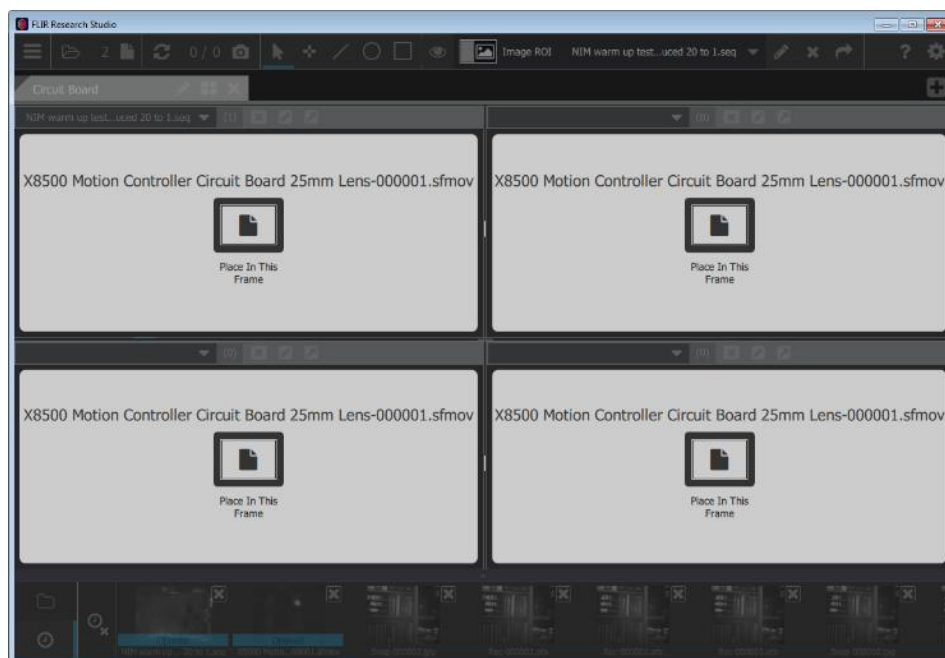 FLIR Research Studio
2
0 / 0
Image ROI
NIM warm up test...uced 20 to 1.seq
Circuit Board
NIM warm up test...uced 20 to 1.seq
(1)
(0)
X8500 Motion Controller Circuit Board 25mm Lens-000001.sfmov
Place In This
Frame
X8500 Motion Controller Circuit Board 25mm Lens-000001.sfmov
Place In This
Frame
(0)
(0)
X8500 Motion Controller Circuit Board 25mm Lens-000001.sfmov
Place In This
Frame
X8500 Motion Controller Circuit Board 25mm Lens-000001.sfmov
Place In This
Frame